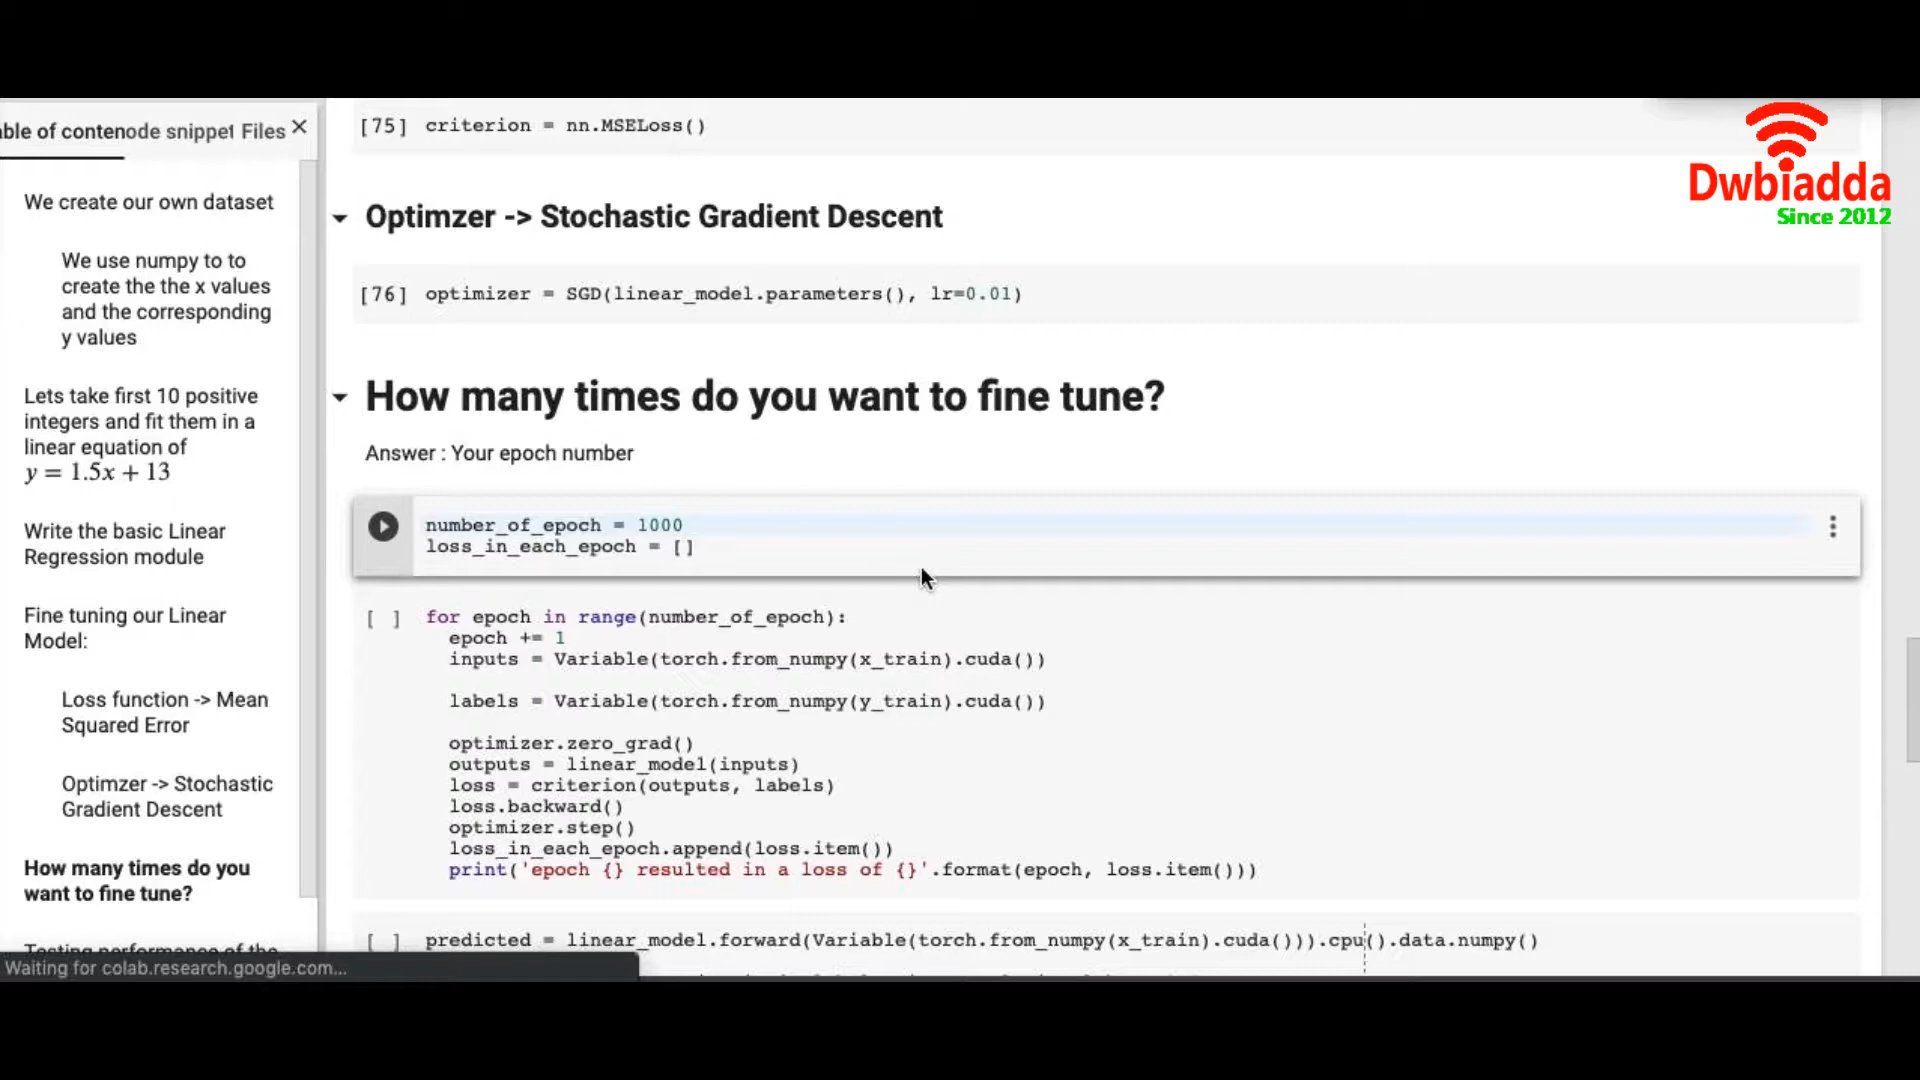 ble of conten ode snippet Files ×
We create our own dataset
We use numpy to to
create the the x values
and the corresponding
y values
Lets take first 10 positive
integers and fit them in a
linear equation of
y = 1.5x + 13
Write the basic Linear
Regression module
Fine tuning our Linear
Model:
Loss function -> Mean
Squared Error
Optimzer -> Stochastic
Gradient Descent
How many times do you
want to fine tune?
Testing performance of the
Waiting for colab.research.google.com...
[75] criterion = nn.MSELoss()
Optimzer -> Stochastic Gradient Descent
[76] optimizer = SGD(linear_model.parameters(), lr=0.01)
How many times do you want to fine tune?
Answer : Your epoch number
number_of_epoch = 1000
loss_in_each_epoch = []
[ ] for epoch in range(number_of_epoch):
epoch += 1
inputs = Variable(torch.from_numpy(x_train).cuda())
labels = Variable(torch.from_numpy(y_train).cuda())
optimizer.zero_grad()
outputs = linear_model(inputs)
loss = criterion(outputs, labels)
loss.backward()
optimizer.step()
loss_in_each_epoch.append(loss.item())
print('epoch {} resulted in a loss of {}'.format(epoch, loss.item()))
[ ] predicted = linear_model.forward(Variable(torch.from_numpy(x_train).cuda())).cpu().data.numpy()
Dwbiadda
Since 2012